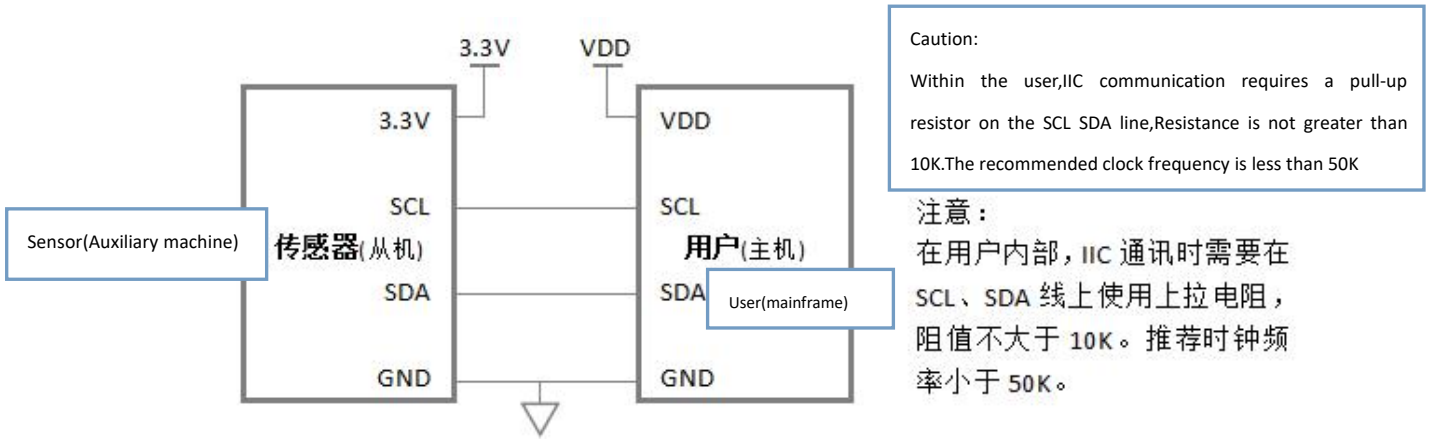 3.3V
VDD
3.3V
VDD
SCL
SCL
Sensor(Auxiliary machine)
传感器(从机)
用户(主机)
SDA
SDA
User(mainframe)
GND
GND
Caution:
Within the user,IIC communication requires a pull-up
resistor on the SCL SDA line,Resistance is not greater than
10K.The recommended clock frequency is less than 50K
注意：
在用户内部，IIC 通讯时需要在
SCL、SDA 线上使用上拉电阻，
阻值不大于 10K。推荐时钟频
率小于 50K。